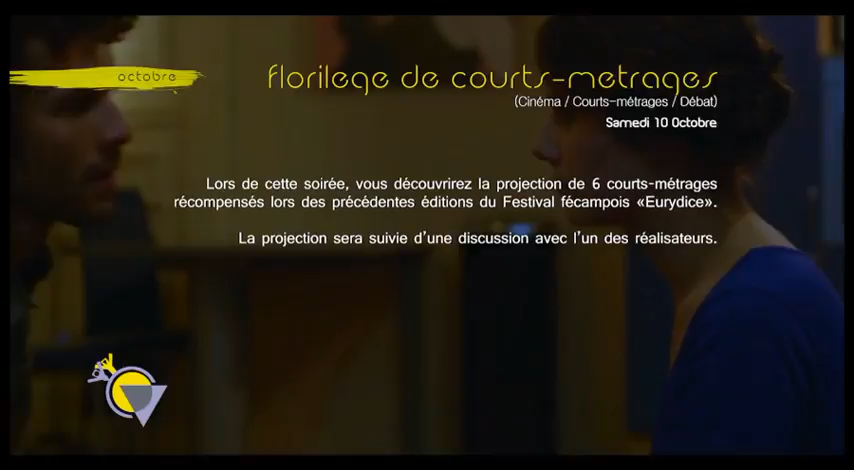 octobre
florilege de courts-metrages
(Cinéma / Courts-métrages / Débat)
Samedi 10 Octobre
Lors de cette soirée, vous découvrirez la projection de 6 courts-métrages
récompensés lors des précédentes éditions du Festival fécampois «Eurydice».
La projection sera suivie d'une discussion avec l'un des réalisateurs.